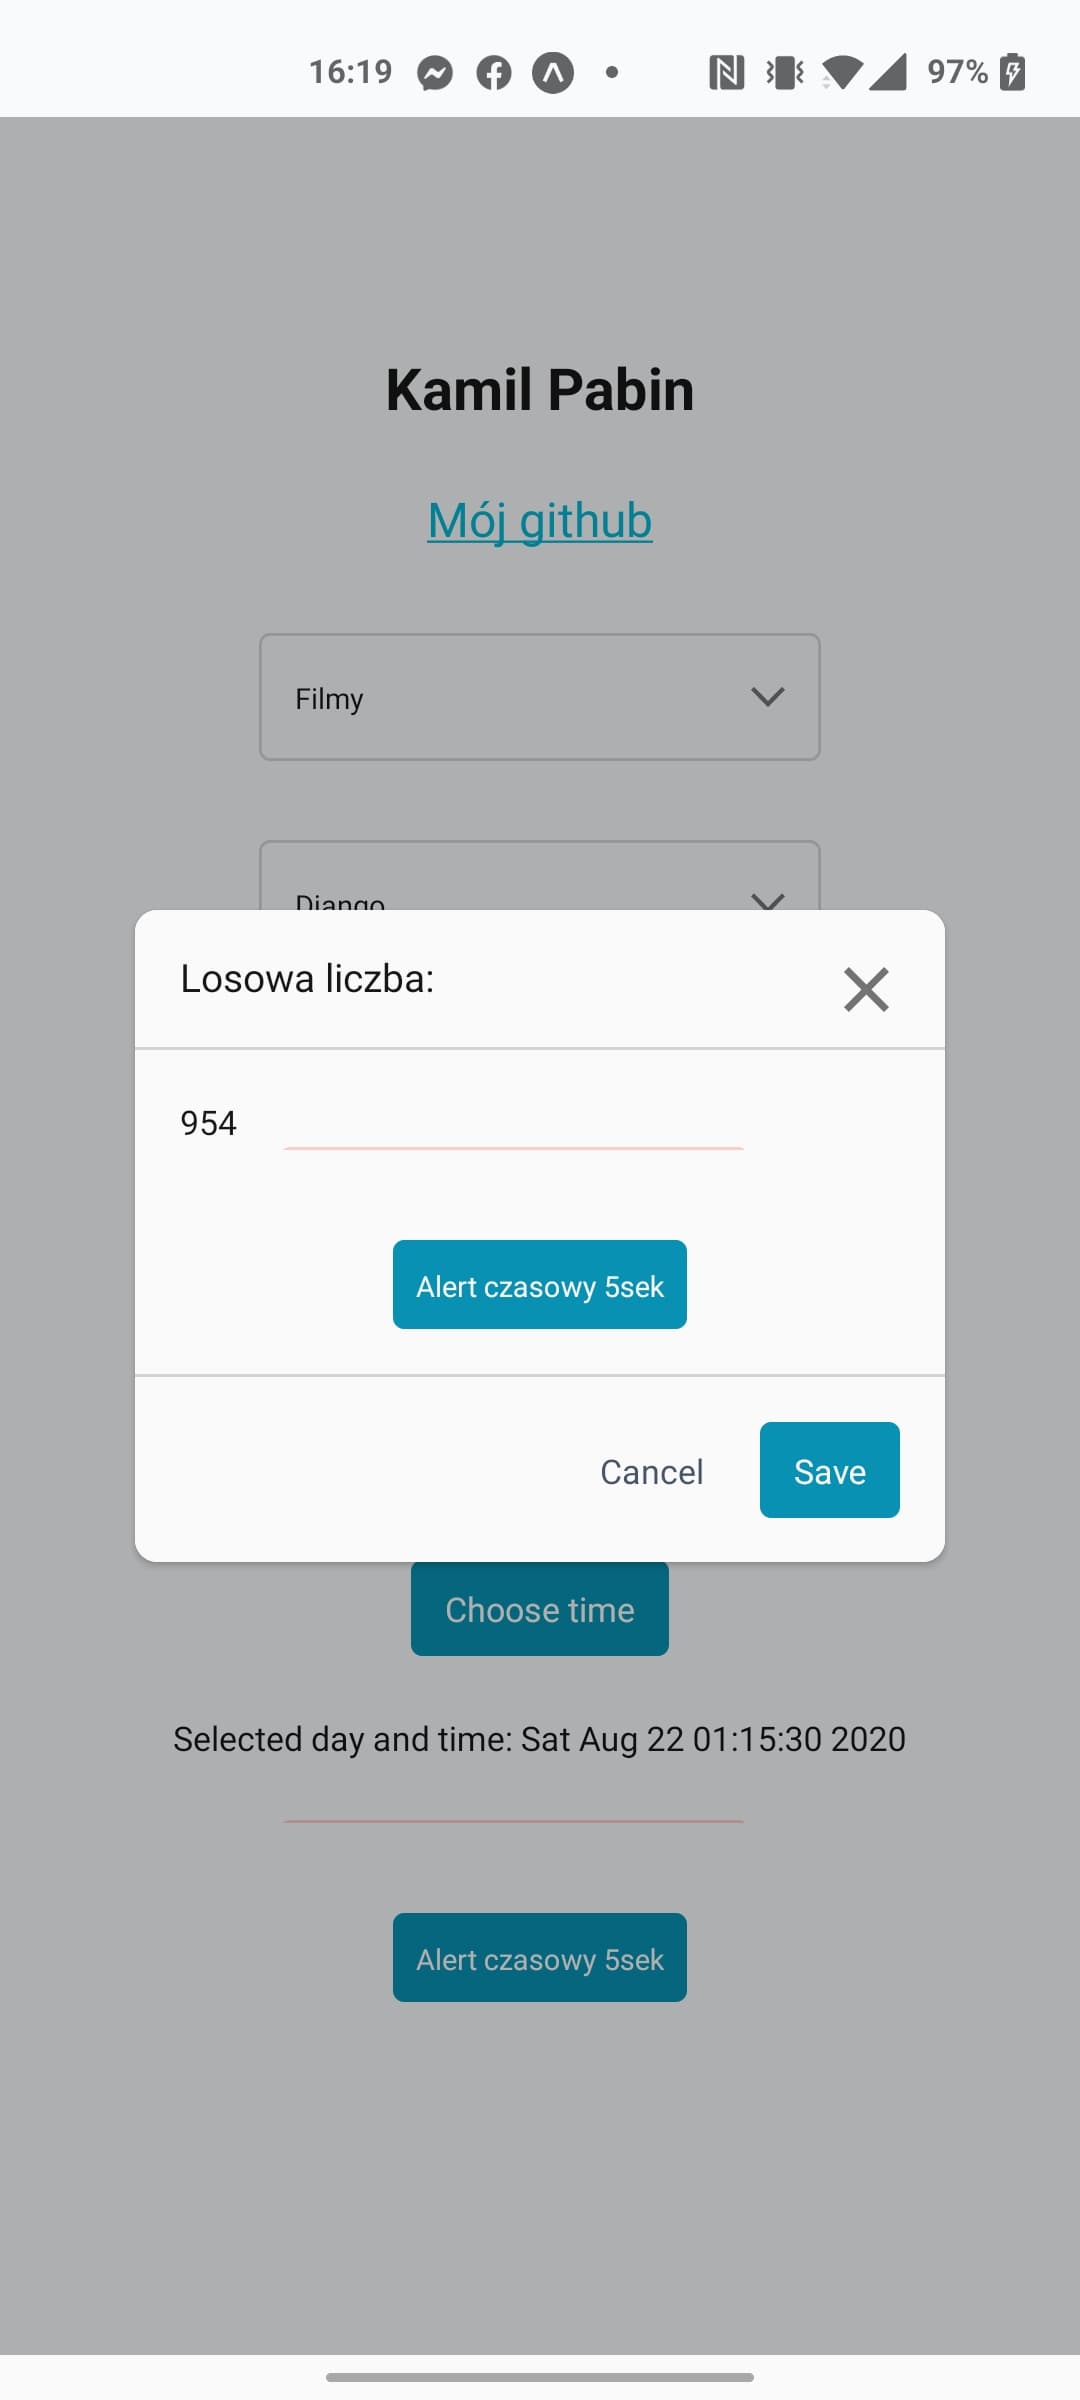 16:19 97%
Kamil Pabin
Mój github
Filmy
Django
Losowa liczba:
954
Alert czasowy 5sek
Cancel Save
Choose time
Selected day and time: Sat Aug 22 01:15:30 2020
Alert czasowy 5sek